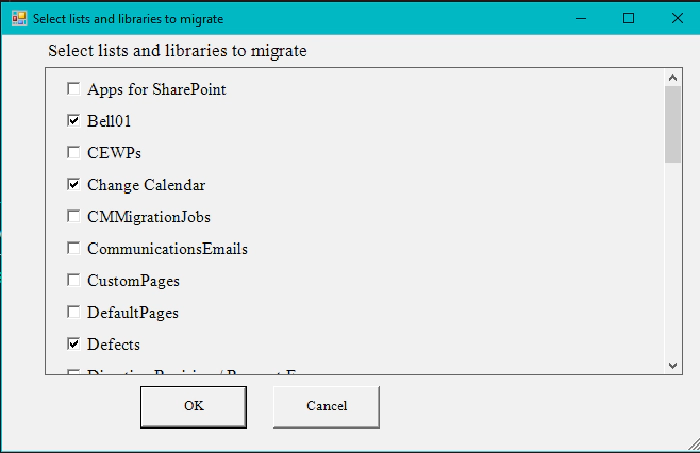 Select lists and libraries to migrate
Select lists and libraries to migrate
Apps for SharePoint
Bell01
CEWPs
Change Calendar
CMMigrationJobs
CommunicationsEmails
CustomPages
DefaultPages
Defects
OK
Cancel